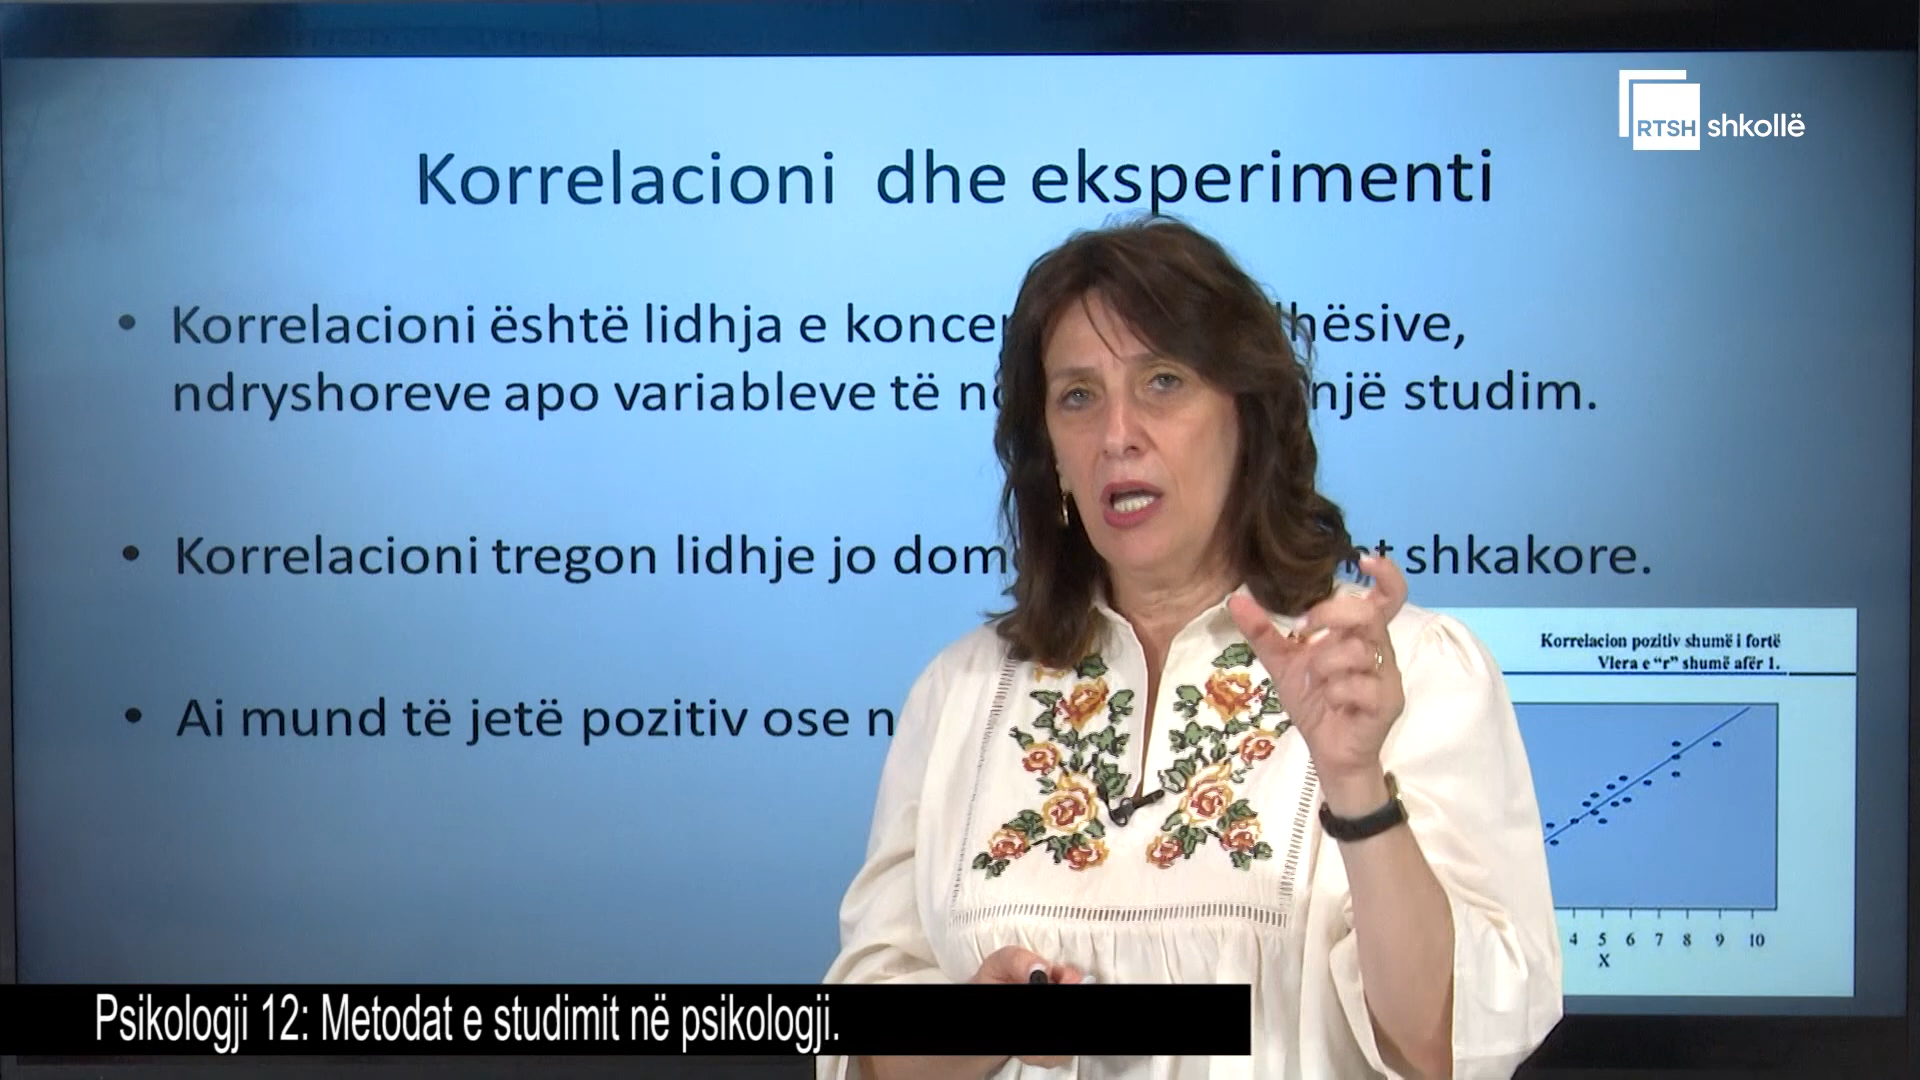 RTSH shkollë
Korrelacioni dhe eksperimenti
• Korrelacioni është lidhja e hësive,
ndryshoreve apo variableve të një studim.
• Korrelacioni tregon lidhje jo shkakore.
• Ai mund të jetë pozitiv ose
Korrelacion pozitiv shumë i fortë
Vlera e “r” shumë afër 1.
4 5 6 7 8 9 10
X
Psikologji 12: Metodat e studimit në psikologji.